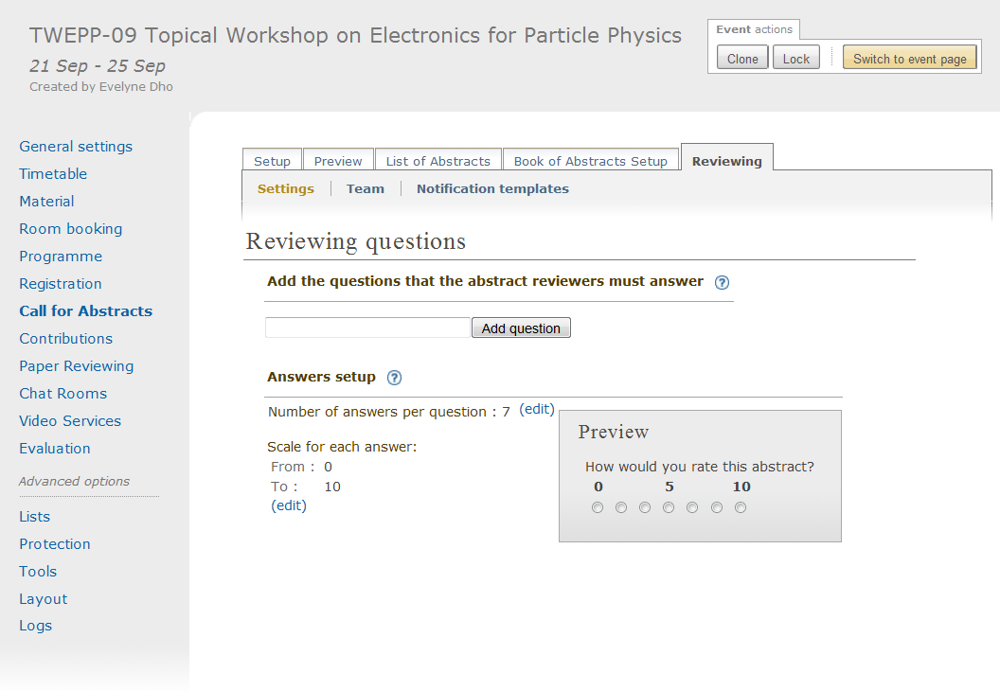 TWEPP-09 Topical Workshop on Electronics for Particle Physics
21 Sep - 25 Sep
Created by Evelyne Dho
Event actions
Clone Lock Switch to event page
General settings
Timetable
Material
Room booking
Programme
Registration
Call for Abstracts
Contributions
Paper Reviewing
Chat Rooms
Video Services
Evaluation
Advanced options
Lists
Protection
Tools
Layout
Logs
Setup Preview List of Abstracts Book of Abstracts Setup Reviewing
Settings Team Notification templates
Reviewing questions
Add the questions that the abstract reviewers must answer ?
Add question
Answers setup ?
Number of answers per question : 7 (edit)
Scale for each answer:
From : 0
To : 10
(edit)
Preview
How would you rate this abstract?
0 5 10